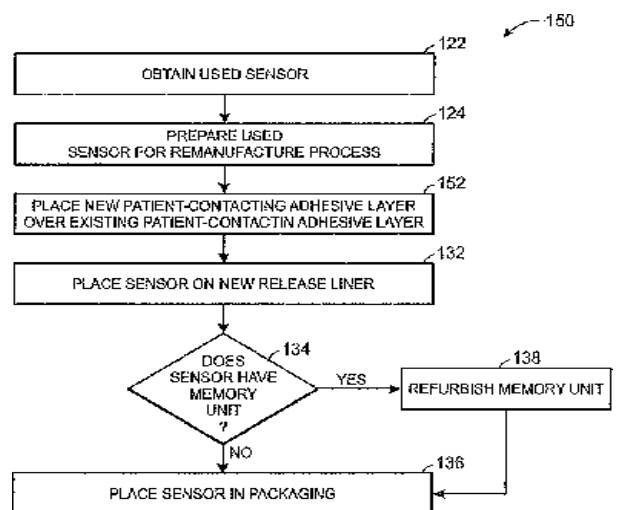 150
122
OBTAIN USED SENSOR
124
PREPARE USED
SENSOR FOR REMANUFACTURE PROCESS
152
PLACE NEW PATIENT-CONTACTING ADHESIVE LAYER
OVER EXISTING PATIENT-CONTACTIN ADHESIVE LAYER
132
PLACE SENSOR ON NEW RELEASE LINER
134
DOES
SENSOR HAVE
MEMORY
UNIT
?
YES
138
REFURBISH MEMORY UNIT
NO
136
PLACE SENSOR IN PACKAGING